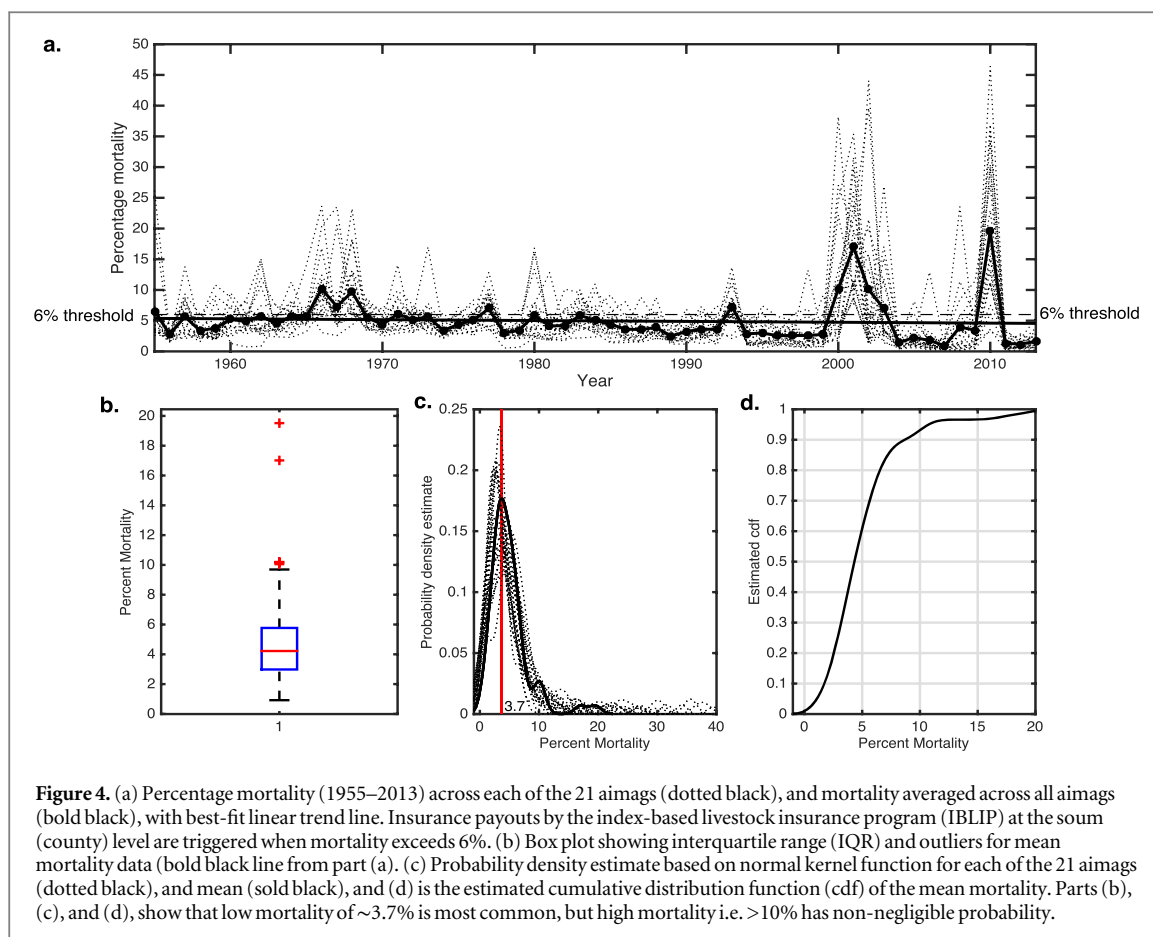 a.
50
45
40
35
30
25
20
15
10
5
0
Percentage mortality
6% threshold
6% threshold
1960 1970 1980 1990 2000 2010
Year
b.
20
18
16
14
12
10
8
6
4
2
0
Percent Mortality
1
c.
0.25
0.2
0.15
0.1
0.05
0
Probability density estimate
3.7
0 10 20 30 40
Percent Mortality
d.
1
0.9
0.8
0.7
0.6
0.5
0.4
0.3
0.2
0.1
0
Estimated cdf
0 5 10 15 20
Percent Mortality
Figure 4. (a) Percentage mortality (1955–2013) across each of the 21 aimags (dotted black), and mortality averaged across all aimags
(bold black), with best-fit linear trend line. Insurance payouts by the index-based livestock insurance program (IBLIP) at the soum
(county) level are triggered when mortality exceeds 6%. (b) Box plot showing interquartile range (IQR) and outliers for mean
mortality data (bold black line from part (a). (c) Probability density estimate based on normal kernel function for each of the 21 aimags
(dotted black), and mean (sold black), and (d) is the estimated cumulative distribution function (cdf) of the mean mortality. Parts (b),
(c), and (d), show that low mortality of ~3.7% is most common, but high mortality i.e. >10% has non-negligible probability.